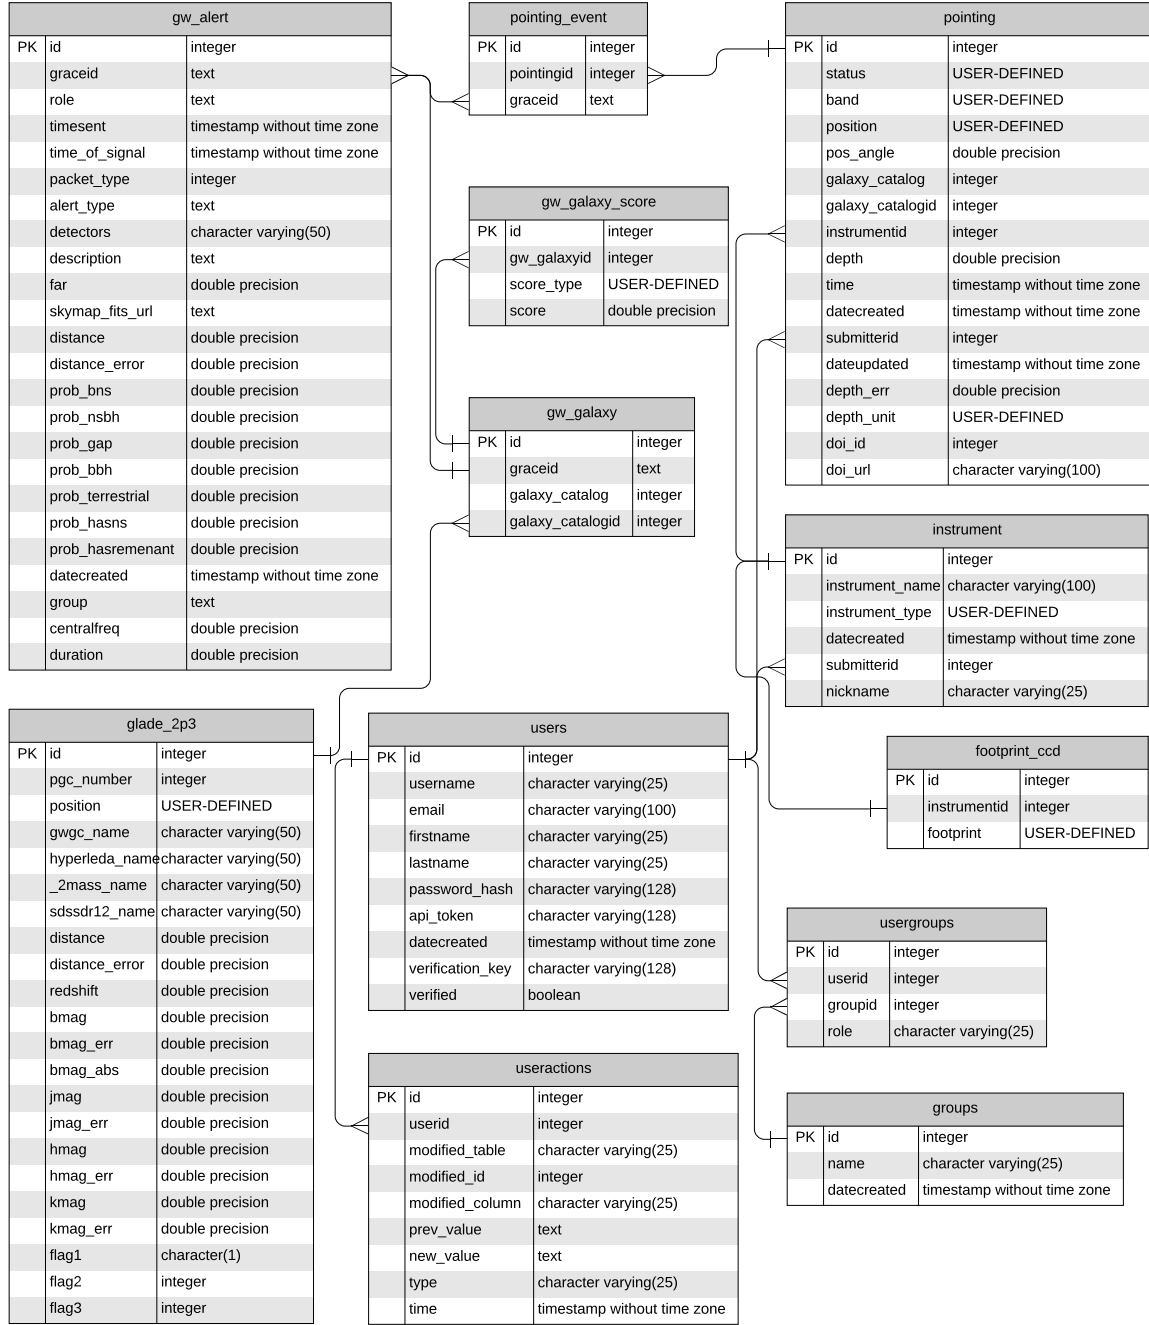 gw_alert
PK id integer
graceid text
role text
timesent timestamp without time zone
time_of_signal timestamp without time zone
packet_type integer
alert_type text
detectors character varying(50)
description text
far double precision
skymap_fits_url text
distance double precision
distance_error double precision
prob_bns double precision
prob_nsbh double precision
prob_gap double precision
prob_bbh double precision
prob_terrestrial double precision
prob_hasns double precision
prob_hasremenant double precision
datecreated timestamp without time zone
group text
centralfreq double precision
duration double precision
pointing_event
PK id integer
pointingid integer
graceid text
pointing
PK id integer
status USER-DEFINED
band USER-DEFINED
position USER-DEFINED
pos_angle double precision
galaxy_catalog integer
galaxy_catalogid integer
instrumentid integer
depth double precision
time timestamp without time zone
datecreated timestamp without time zone
submitterid integer
dateupdated timestamp without time zone
depth_err double precision
depth_unit USER-DEFINED
doi_id integer
doi_url character varying(100)
gw_galaxy_score
PK id integer
gw_galaxyid integer
score_type USER-DEFINED
score double precision
gw_galaxy
PK id integer
graceid text
galaxy_catalog integer
galaxy_catalogid integer
instrument
PK id integer
instrument_name character varying(100)
instrument_type USER-DEFINED
datecreated timestamp without time zone
submitterid integer
nickname character varying(25)
glade_2p3
PK id integer
pgc_number integer
position USER-DEFINED
gwgc_name character varying(50)
hyperleda_name character varying(50)
_2mass_name character varying(50)
sdssdr12_name character varying(50)
distance double precision
distance_error double precision
redshift double precision
bmag double precision
bmag_err double precision
bmag_abs double precision
jmag double precision
jmag_err double precision
hmag double precision
hmag_err double precision
kmag double precision
kmag_err double precision
flag1 character(1)
flag2 integer
flag3 integer
users
PK id integer
username character varying(25)
email character varying(100)
firstname character varying(25)
lastname character varying(25)
password_hash character varying(128)
api_token character varying(128)
datecreated timestamp without time zone
verification_key character varying(128)
verified boolean
footprint_ccd
PK id integer
instrumentid integer
footprint USER-DEFINED
usergroups
PK id integer
userid integer
groupid integer
role character varying(25)
useractions
PK id integer
userid integer
modified_table character varying(25)
modified_id integer
modified_column character varying(25)
prev_value text
new_value text
type character varying(25)
time timestamp without time zone
groups
PK id integer
name character varying(25)
datecreated timestamp without time zone